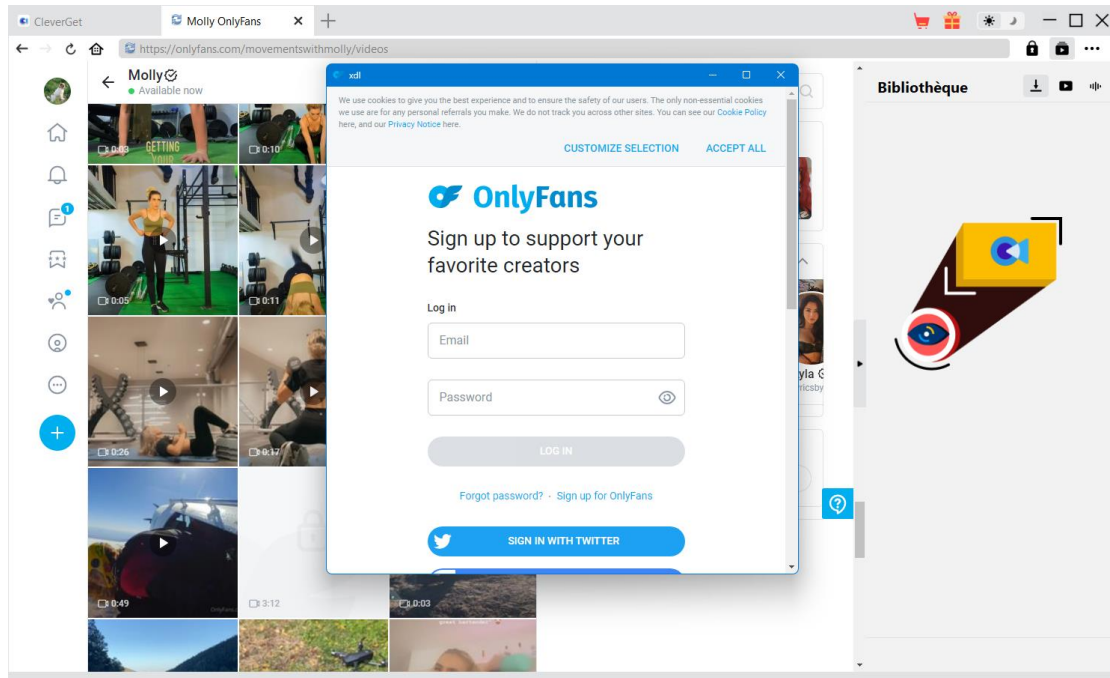 CleverGet
Molly OnlyFans
https://onlyfans.com/movementswithmolly/videos
Molly
Available now
0:03
GETTING
YOUR
0:10
1
0:05
0:11
0:26
0:17
0:49
3:12
0:03
xdl
We use cookies to give you the best experience and to ensure the safety of our users. The only non-essential cookies
we use are for any personal referrals you make. We do not track you across other sites. You can see our Cookie Policy
here, and our Privacy Notice here.
CUSTOMIZE SELECTION
ACCEPT ALL
OnlyFans
Sign up to support your
favorite creators
Log in
Email
Password
LOG IN
Forgot password? · Sign up for OnlyFans
SIGN IN WITH TWITTER
yla
ricsby
Bibliothèque